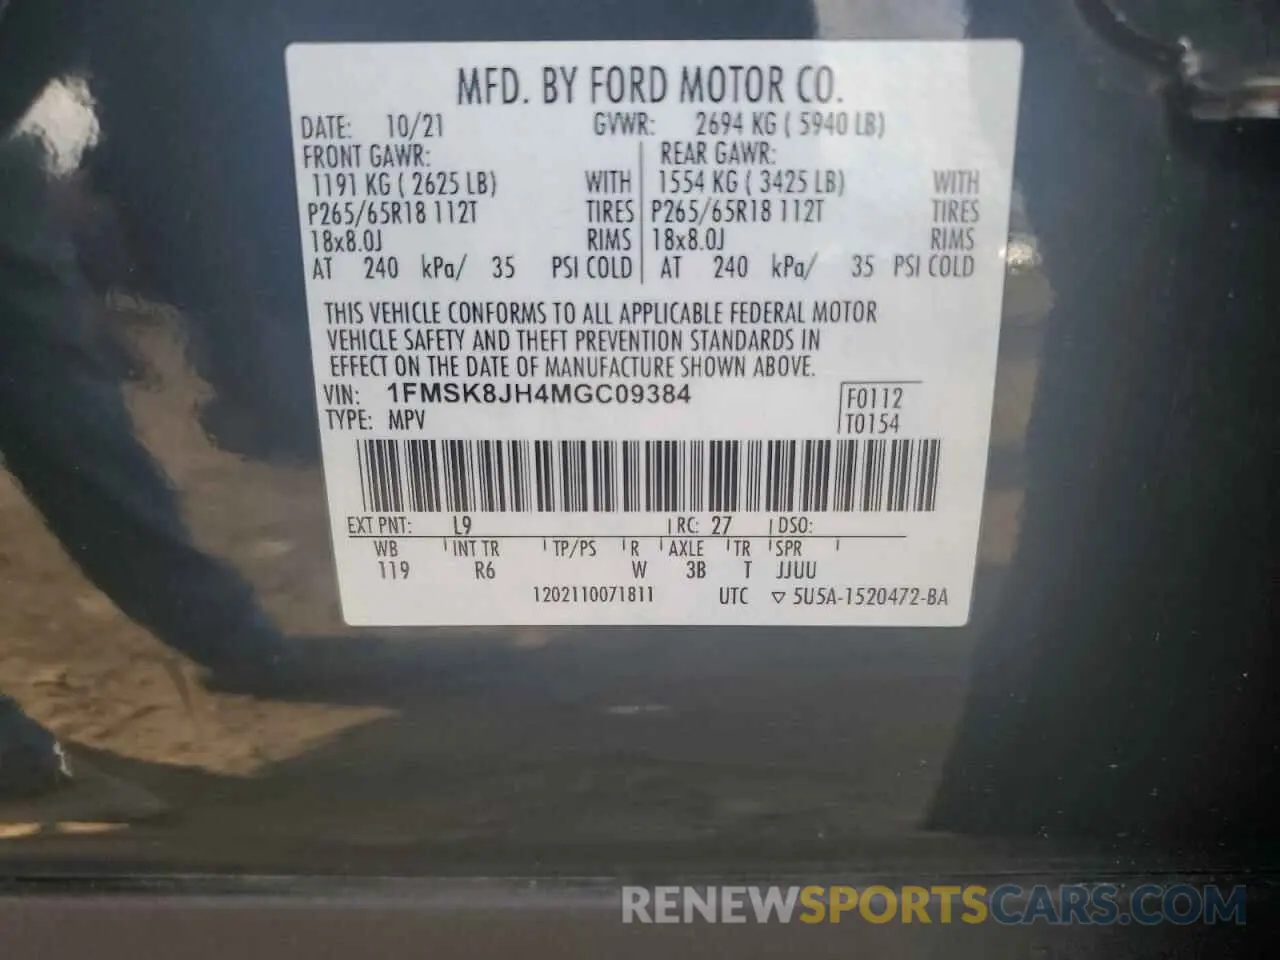 MFD. BY FORD MOTOR CO.
DATE: 10/21 GVWR: 2694 KG ( 5940 LB)
FRONT GAWR: REAR GAWR:
1191 KG ( 2625 LB) WITH 1554 KG ( 3425 LB) WITH
P265/65R18 112T TIRES P265/65R18 112T TIRES
18x8.0J RIMS 18x8.0J RIMS
AT 240 kPa/ 35 PSI COLD AT 240 kPa/ 35 PSI COLD
THIS VEHICLE CONFORMS TO ALL APPLICABLE FEDERAL MOTOR
VEHICLE SAFETY AND THEFT PREVENTION STANDARDS IN
EFFECT ON THE DATE OF MANUFACTURE SHOWN ABOVE.
VIN: 1FMSK8JH4MGC09384 F0112
TYPE: MPV T0154
EXT PNT: L9 RC: 27 DSO:
WB INT TR TP/PS R AXLE TR SPR
119 R6 W 3B T JJUU
1202110071811 UTC ▽ 5U5A-1520472-BA
RENEWSPORTSCARS.COM